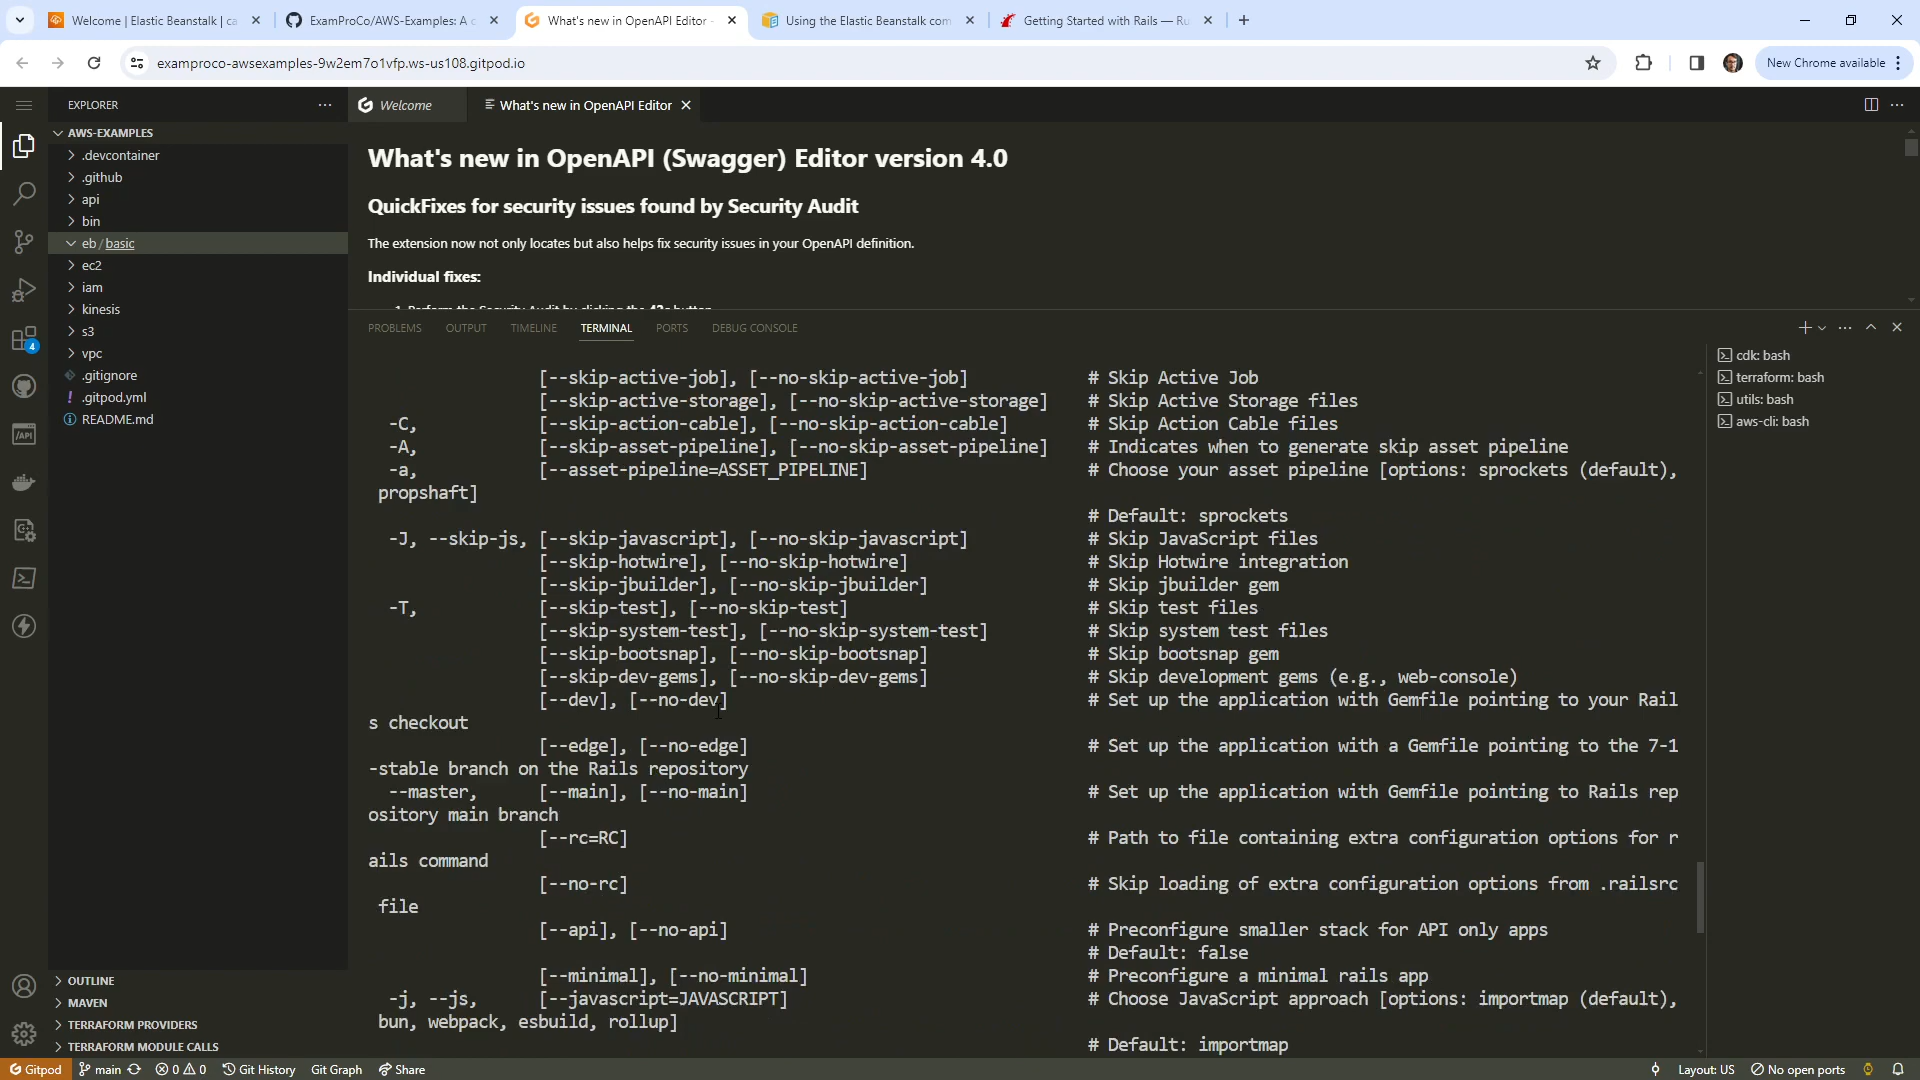 Welcome | Elastic Beanstalk | ca
ExamProCo/AWS-Examples: A c
What's new in OpenAPI Editor -
Using the Elastic Beanstalk com
Getting Started with Rails — Ru
examproco-awsexamples-9w2em7o1vfp.ws-us108.gitpod.io
New Chrome available
EXPLORER
Welcome
What's new in OpenAPI Editor
AWS-EXAMPLES
.devcontainer
.github
api
bin
eb / basic
ec2
iam
kinesis
s3
vpc
.gitignore
.gitpod.yml
README.md
OUTLINE
MAVEN
TERRAFORM PROVIDERS
TERRAFORM MODULE CALLS
4
/API
What's new in OpenAPI (Swagger) Editor version 4.0
QuickFixes for security issues found by Security Audit
The extension now not only locates but also helps fix security issues in your OpenAPI definition.
Individual fixes:
1. Perform the Security Audit by clicking the button
PROBLEMS OUTPUT TIMELINE TERMINAL PORTS DEBUG CONSOLE
[--skip-active-job], [--no-skip-active-job] # Skip Active Job
[--skip-active-storage], [--no-skip-active-storage] # Skip Active Storage files
-C, [--skip-action-cable], [--no-skip-action-cable] # Skip Action Cable files
-A, [--skip-asset-pipeline], [--no-skip-asset-pipeline] # Indicates when to generate skip asset pipeline
-a, [--asset-pipeline=ASSET_PIPELINE] # Choose your asset pipeline [options: sprockets (default),
propshaft]
# Default: sprockets
-J, --skip-js, [--skip-javascript], [--no-skip-javascript] # Skip JavaScript files
[--skip-hotwire], [--no-skip-hotwire] # Skip Hotwire integration
[--skip-jbuilder], [--no-skip-jbuilder] # Skip jbuilder gem
-T, [--skip-test], [--no-skip-test] # Skip test files
[--skip-system-test], [--no-skip-system-test] # Skip system test files
[--skip-bootsnap], [--no-skip-bootsnap] # Skip bootsnap gem
[--skip-dev-gems], [--no-skip-dev-gems] # Skip development gems (e.g., web-console)
[--dev], [--no-dev] # Set up the application with Gemfile pointing to your Rail
s checkout
[--edge], [--no-edge] # Set up the application with a Gemfile pointing to the 7-1
-stable branch on the Rails repository
--master, [--main], [--no-main] # Set up the application with Gemfile pointing to Rails rep
ository main branch
[--rc=RC] # Path to file containing extra configuration options for r
ails command
[--no-rc] # Skip loading of extra configuration options from .railsrc
file
[--api], [--no-api] # Preconfigure smaller stack for API only apps
# Default: false
[--minimal], [--no-minimal] # Preconfigure a minimal rails app
-j, --js, [--javascript=JAVASCRIPT] # Choose JavaScript approach [options: importmap (default),
bun, webpack, esbuild, rollup]
# Default: importmap
cdk: bash
terraform: bash
utils: bash
aws-cli: bash
Gitpod main 0 0 Git History Git Graph Share Layout: US No open ports